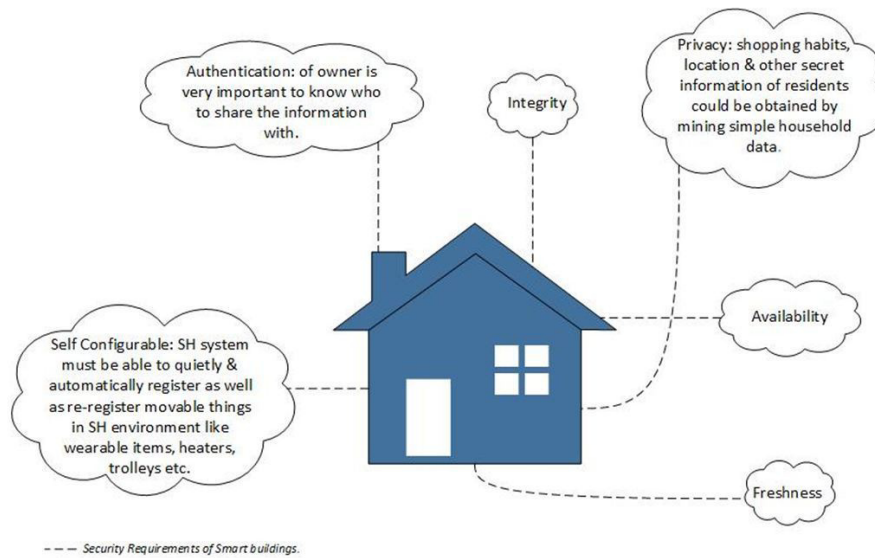 Authentication: of owner is
very important to know who
to share the information
with.
Integrity
Privacy: shopping habits,
location & other secret
information of residents
could be obtained by
mining simple household
data.
Availability
Self Configurable: SH system
must be able to quietly &
automatically register as well
as re-register movable things
in SH environment like
wearable items, heaters,
trolleys etc.
Freshness
Security Requirements of Smart buildings.